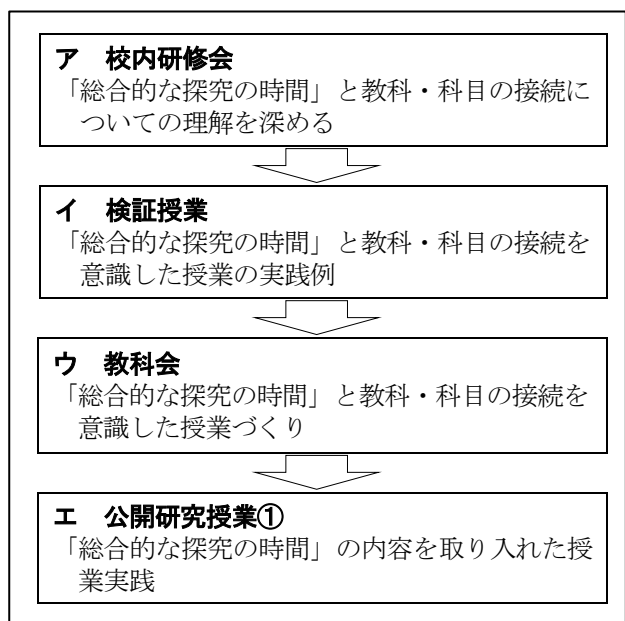 ア 校内研修会
「総合的な探究の時間」と教科・科目の接続に
ついての理解を深める
イ 検証授業
「総合的な探究の時間」と教科・科目の接続を
意識した授業の実践例
ウ 教科会
「総合的な探究の時間」と教科・科目の接続を
意識した授業づくり
エ 公開研究授業①
「総合的な探究の時間」の内容を取り入れた授
業実践